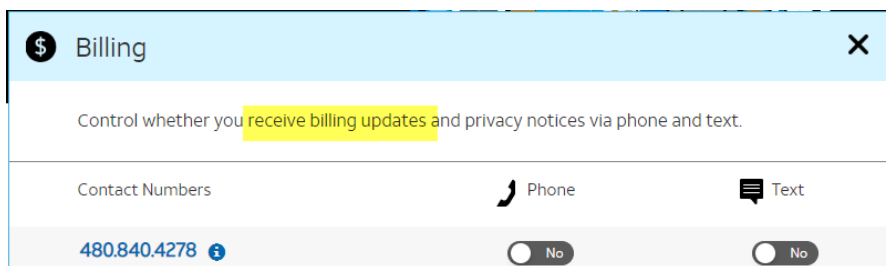 $ Billing
Control whether you receive billing updates and privacy notices via phone and text.
Contact Numbers Phone Text
480.840.4278 i No No